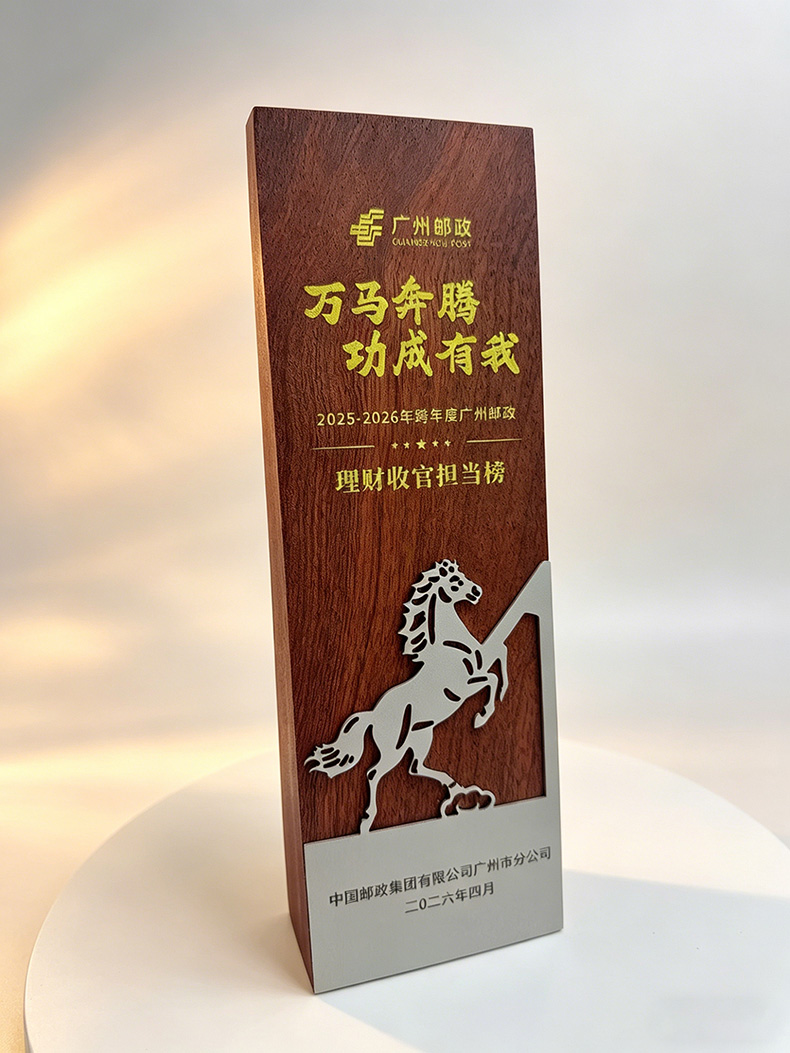 广州邮政
GUANGZHOU POST
万马奔腾
功成有我
2025-2026年跨年度广州邮政
理财收官担当榜
中国邮政集团有限公司广州市分公司
二〇二六年四月